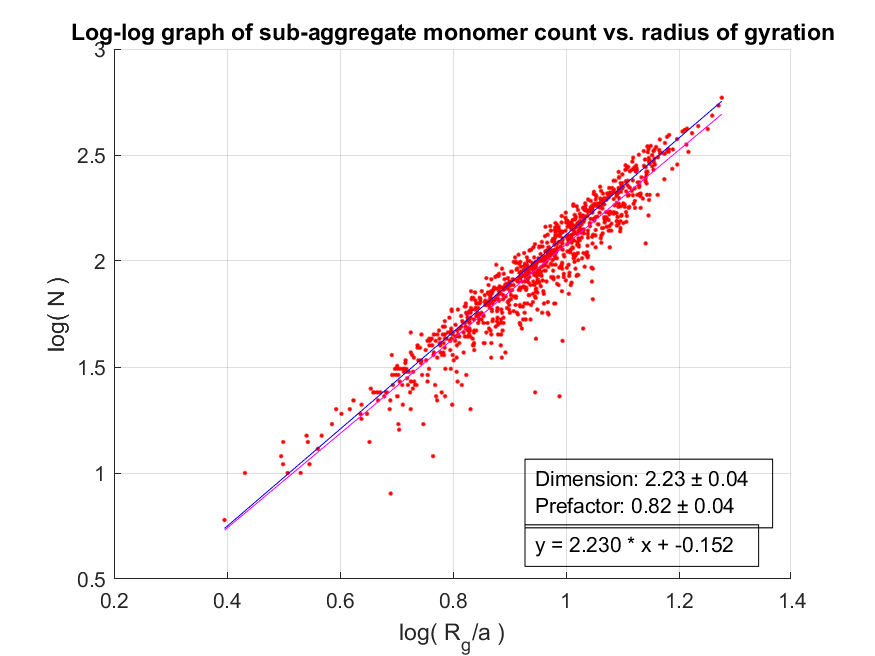 Log-log graph of sub-aggregate monomer count vs. radius of gyration
3
2.5
2
1.5
1
0.5
log( N )
Dimension: 2.23 ± 0.04
Prefactor: 0.82 ± 0.04
y = 2.230 * x + -0.152
0.2 0.4 0.6 0.8 1 1.2 1.4
log( R_g/a )